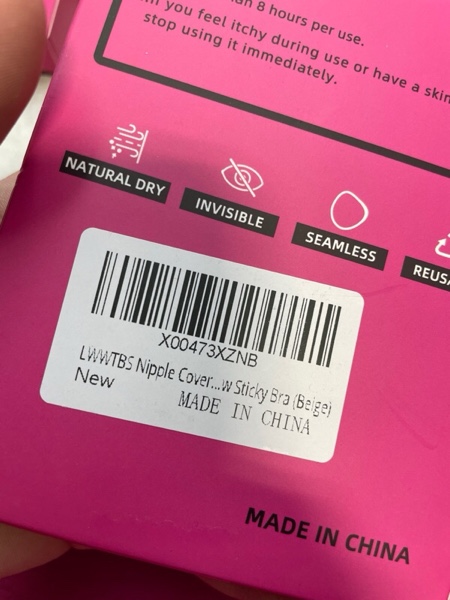 8 hours per use.
you feel itchy during use or have a skin
stop using it immediately.
NATURAL DRY
INVISIBLE
SEAMLESS
X00473XZNB
LWWTBS Nipple Cover...w Sticky Bra (Beige)
New
MADE IN CHINA
MADE IN CHINA